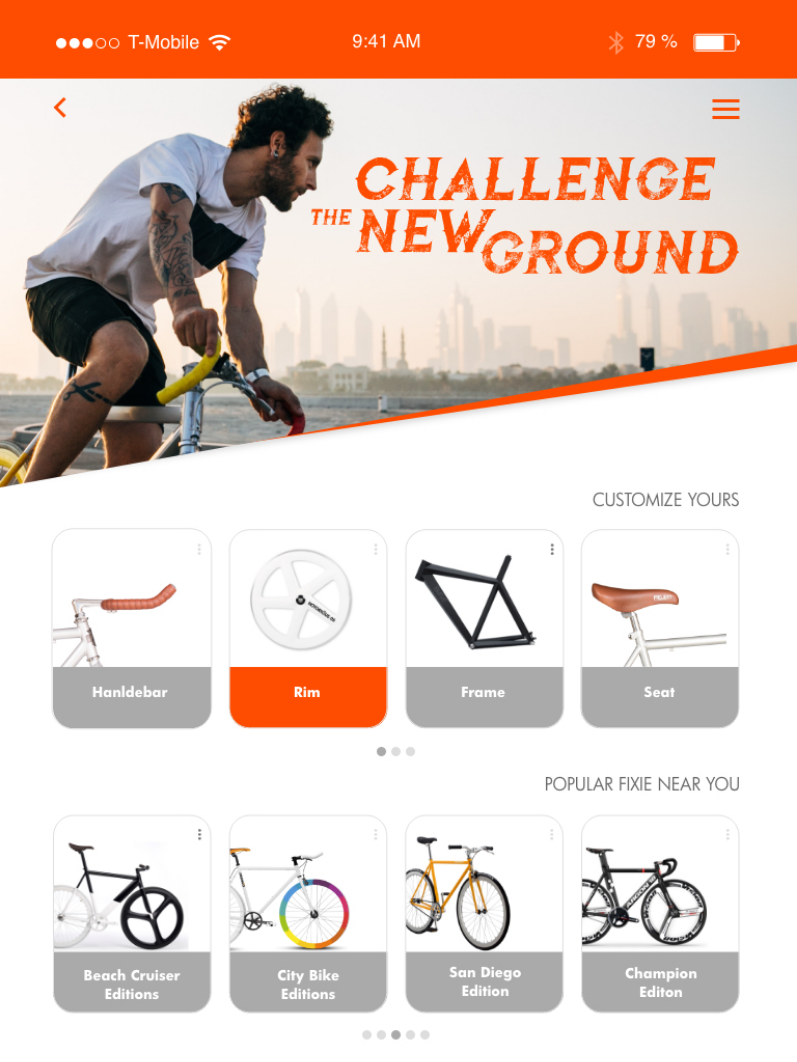 T-Mobile 9:41 AM 79 %
CHALLENGE
THE NEW
GROUND
CUSTOMIZE YOURS
Hanldebar Rim Frame Seat
POPULAR FIXIE NEAR YOU
Beach Cruiser City Bike San Diego Champion
Editions Editions Edition Editon